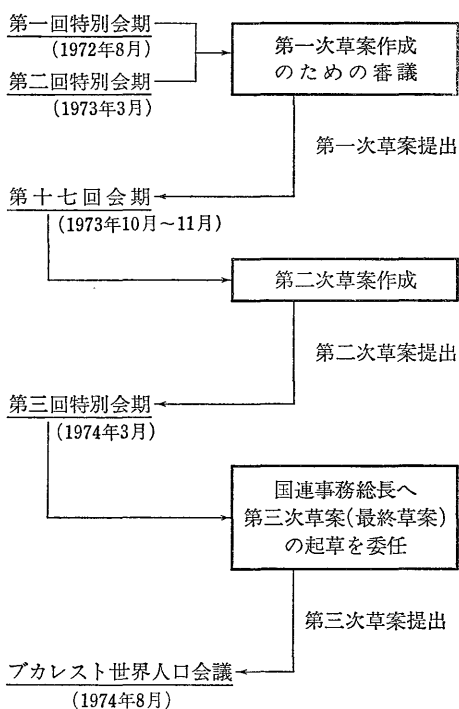 第一回特別会期
(1972年8月)
第二回特別会期
(1973年3月)
第一次草案作成
のための審議
第一次草案提出
第十七回会期
(1973年10月〜11月)
第二次草案作成
第二次草案提出
第三回特別会期
(1974年3月)
国連事務総長へ
第三次草案(最終草案)
の起草を委任
第三次草案提出
ブカレスト世界人口会議
(1974年8月)